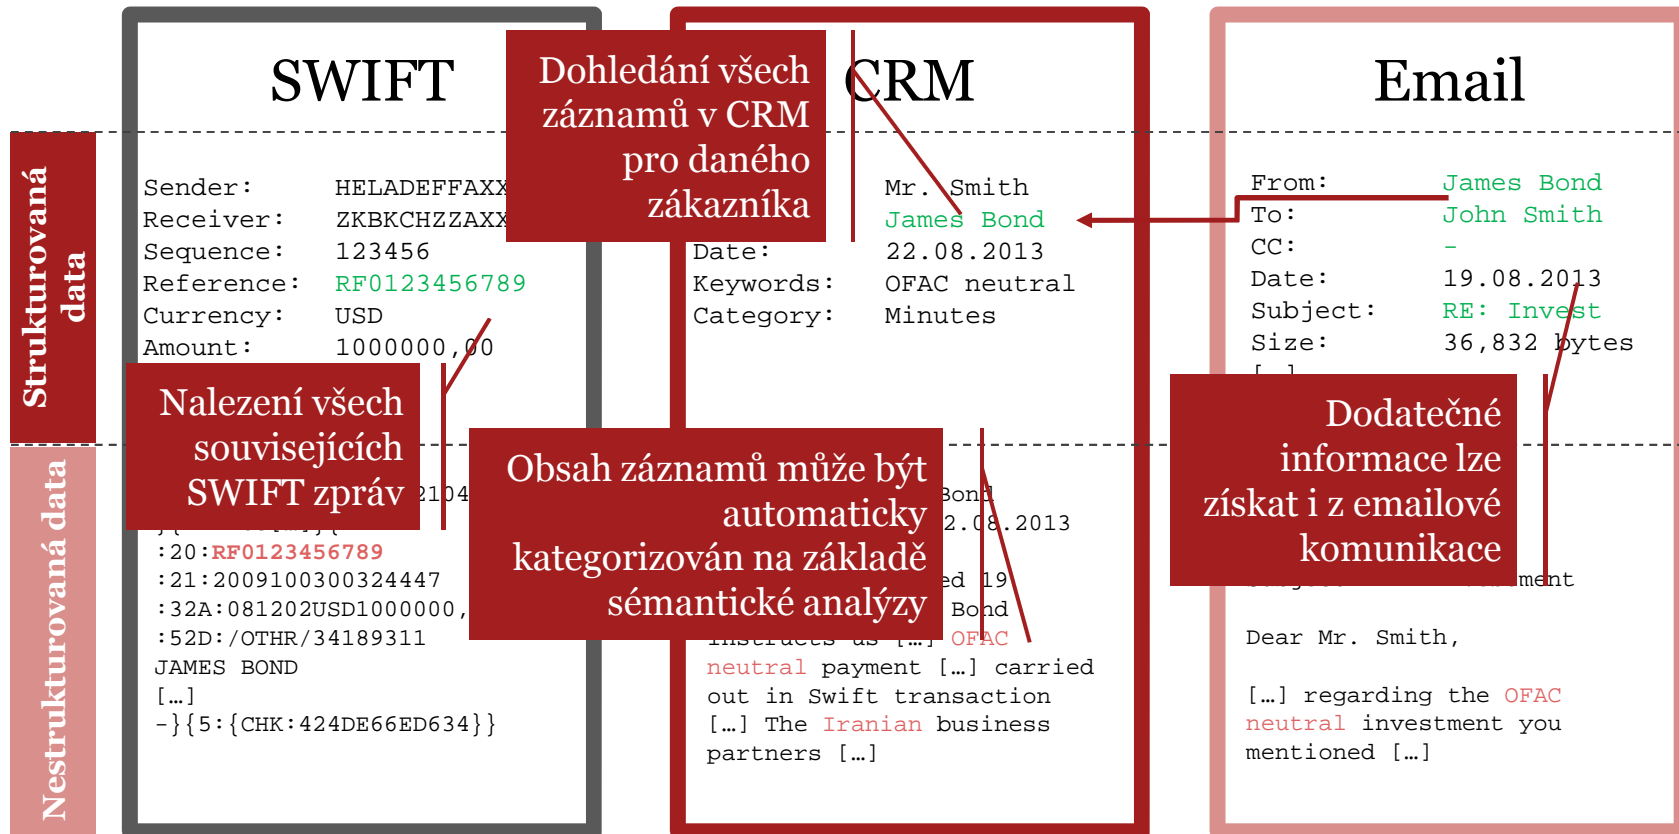 SWIFT
CRM
Email
Strukturovaná
data
Nestrukturovaná data
Sender: HELADEFFAXX
Receiver: ZKBKCHZZAXX
Sequence: 123456
Reference: RF0123456789
Currency: USD
Amount: 1000000,00
Nalezení všech
souvisejících
SWIFT zpráv
:20:RF0123456789
:21:2009100300324447
:32A:081202USD1000000,
:52D:/OTHR/34189311
JAMES BOND
[…]
-}{5:{CHK:424DE66ED634}}
Dohledání všech
záznamů v CRM
pro daného
zákazníka
Mr. Smith
James Bond
Date: 22.08.2013
Keywords: OFAC neutral
Category: Minutes
Obsah záznamů může být
automaticky
kategorizován na základě
sémantické analýzy
Bond
2.08.2013
19
Bond
instructs us […] OFAC
neutral payment […] carried
out in Swift transaction
[…] The Iranian business
partners […]
From: James Bond
To: John Smith
CC: -
Date: 19.08.2013
Subject: RE: Invest
Size: 36,832 bytes
[…]
Dodatečné
informace lze
získat i z emailové
komunikace
Dear Mr. Smith,
[…] regarding the OFAC
neutral investment you
mentioned […]